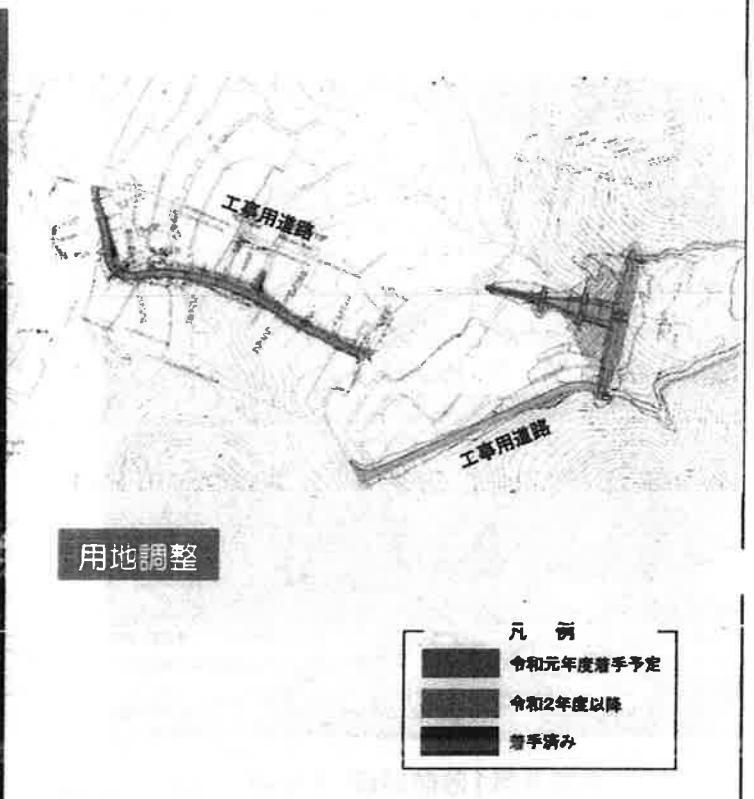 工事用道路
工事用道路
用地調整
凡 例
令和元年度着手予定
令和2年度以降
着手済み